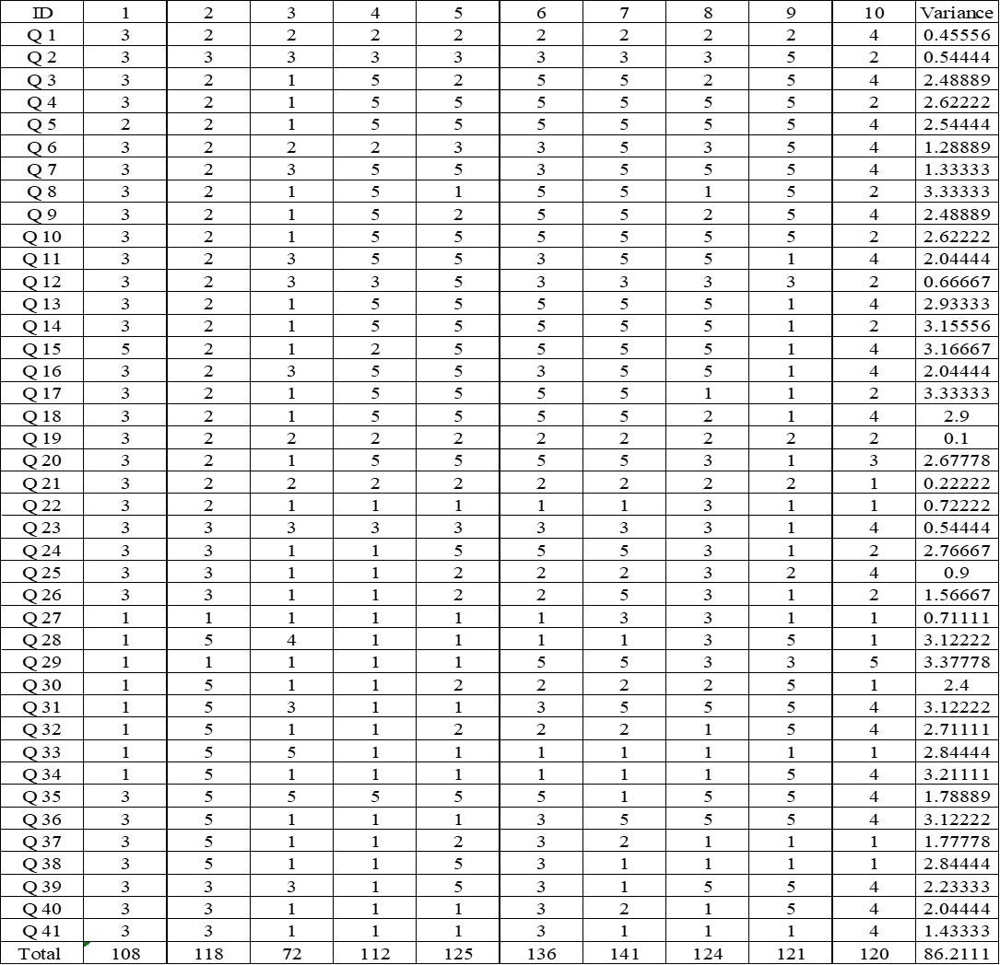 ID 1 2 3 4 5 6 7 8 9 10 Variance
Q 1 3 2 2 2 2 2 2 2 2 4 0.45556
Q 2 3 3 3 3 3 3 3 3 5 2 0.54444
Q 3 3 2 1 5 2 5 5 2 5 4 2.48889
Q 4 3 2 1 5 5 5 5 5 5 2 2.62222
Q 5 2 2 1 5 5 5 5 5 5 4 2.54444
Q 6 3 2 2 2 3 3 5 3 5 4 1.28889
Q 7 3 2 3 5 5 3 5 5 5 4 1.33333
Q 8 3 2 1 5 1 5 5 1 5 2 3.33333
Q 9 3 2 1 5 2 5 5 2 5 4 2.48889
Q 10 3 2 1 5 5 5 5 5 5 2 2.62222
Q 11 3 2 3 5 5 3 5 5 1 4 2.04444
Q 12 3 2 3 3 5 3 3 3 3 2 0.66667
Q 13 3 2 1 5 5 5 5 5 1 4 2.93333
Q 14 3 2 1 5 5 5 5 5 1 2 3.15556
Q 15 5 2 1 2 5 5 5 5 1 4 3.16667
Q 16 3 2 3 5 5 3 5 5 1 4 2.04444
Q 17 3 2 1 5 5 5 5 1 1 2 3.33333
Q 18 3 2 1 5 5 5 5 2 1 4 2.9
Q 19 3 2 2 2 2 2 2 2 2 2 0.1
Q 20 3 2 1 5 5 5 5 3 1 3 2.67778
Q 21 3 2 2 2 2 2 2 2 2 1 0.22222
Q 22 3 2 1 1 1 1 1 3 1 1 0.72222
Q 23 3 3 3 3 3 3 3 3 1 4 0.54444
Q 24 3 3 1 1 5 5 5 3 1 2 2.76667
Q 25 3 3 1 1 2 2 2 3 2 4 0.9
Q 26 3 3 1 1 2 2 5 3 1 2 1.56667
Q 27 1 1 1 1 1 1 3 3 1 1 0.71111
Q 28 1 5 4 1 1 1 1 3 5 1 3.12222
Q 29 1 1 1 1 1 5 5 3 3 5 3.37778
Q 30 1 5 1 1 2 2 2 2 5 1 2.4
Q 31 1 5 3 1 1 3 5 5 5 4 3.12222
Q 32 1 5 1 1 2 2 2 1 5 4 2.71111
Q 33 1 5 5 1 1 1 1 1 1 1 2.84444
Q 34 1 5 1 1 1 1 1 1 5 4 3.21111
Q 35 3 5 5 5 5 5 1 5 5 4 1.78889
Q 36 3 5 1 1 1 3 5 5 5 4 3.12222
Q 37 3 5 1 1 2 3 2 1 1 1 1.77778
Q 38 3 5 1 1 5 3 1 1 1 1 2.84444
Q 39 3 3 3 1 5 3 1 5 5 4 2.23333
Q 40 3 3 1 1 1 3 2 1 5 4 2.04444
Q 41 3 3 1 1 1 3 1 1 1 4 1.43333
Total 108 118 72 112 125 136 141 124 121 120 86.2111